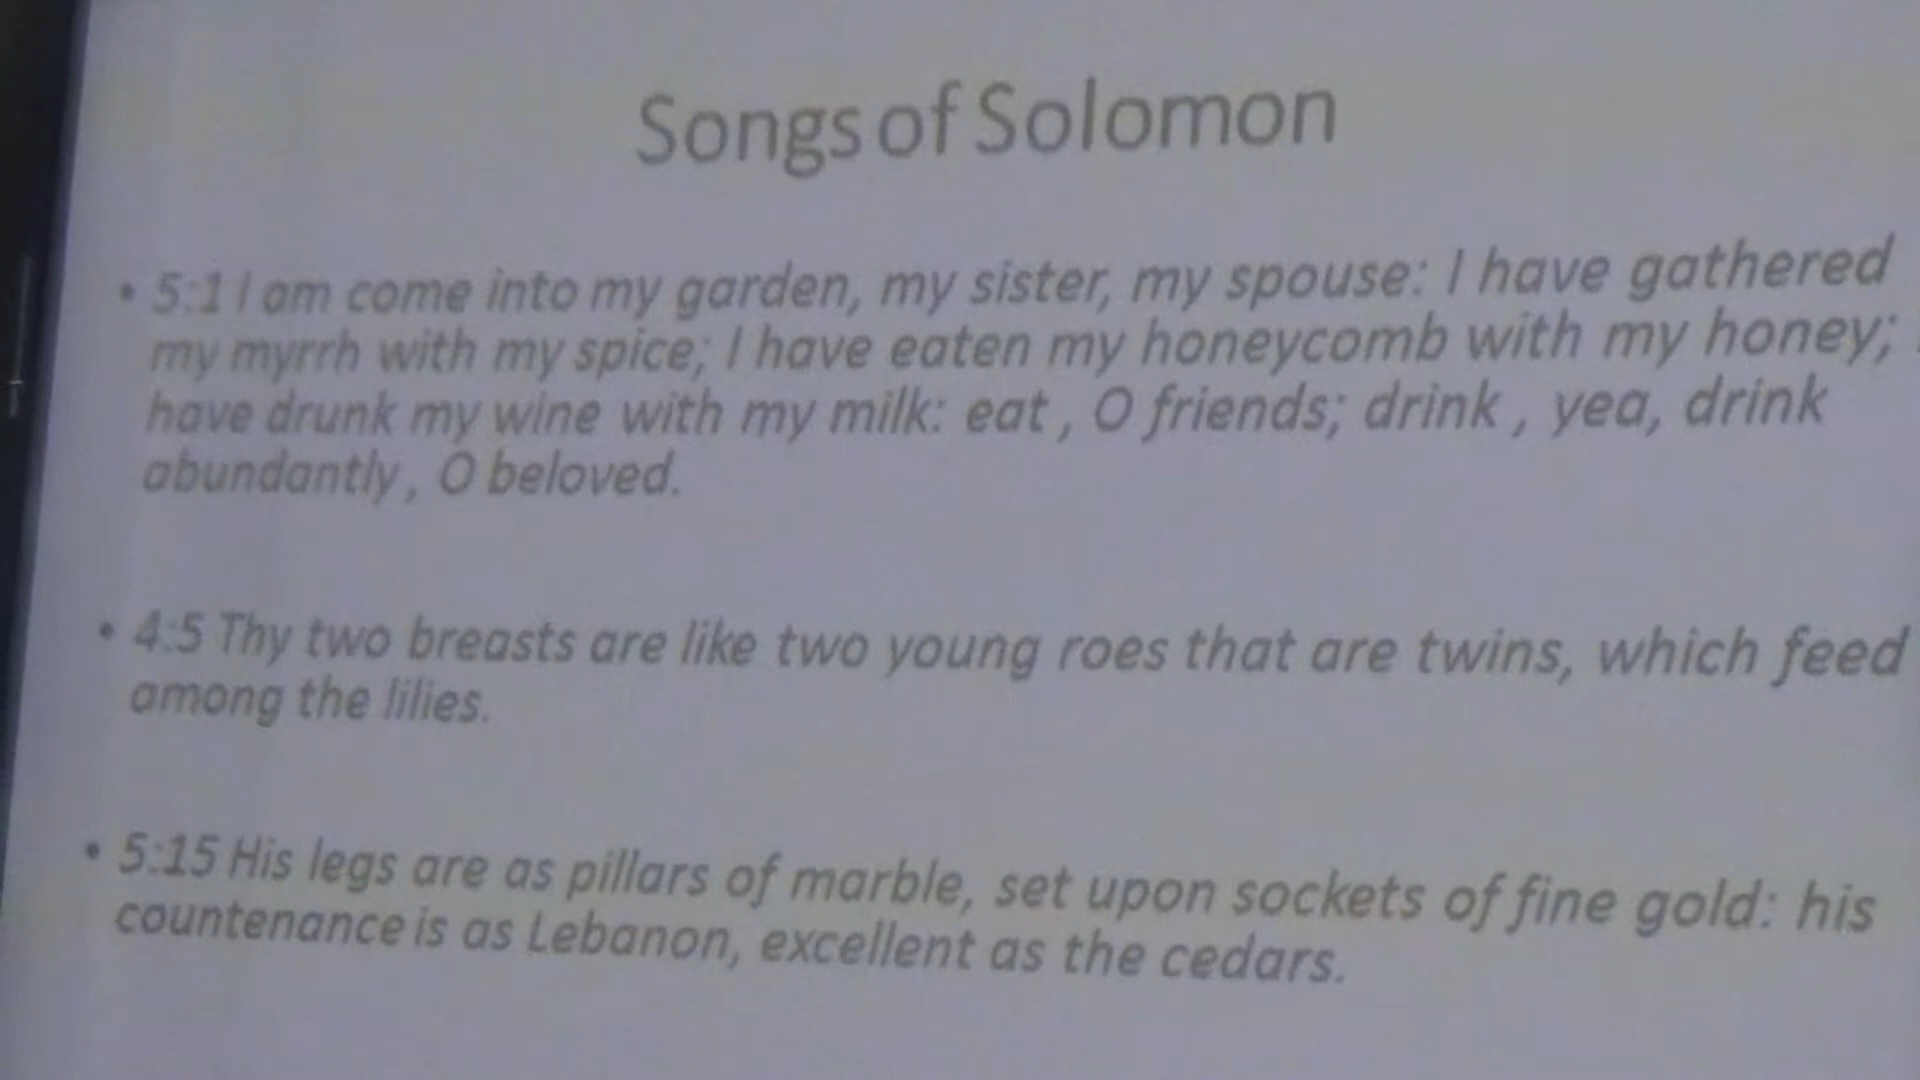 Songs of Solomon
• 5:1 I am come into my garden, my sister, my spouse: I have gathered
my myrrh with my spice; I have eaten my honeycomb with my honey;
have drunk my wine with my milk: eat , O friends; drink , yea, drink
abundantly , O beloved.
• 4:5 Thy two breasts are like two young roes that are twins, which feed
among the lilies.
• 5:15 His legs are as pillars of marble, set upon sockets of fine gold: his
countenance is as Lebanon, excellent as the cedars.